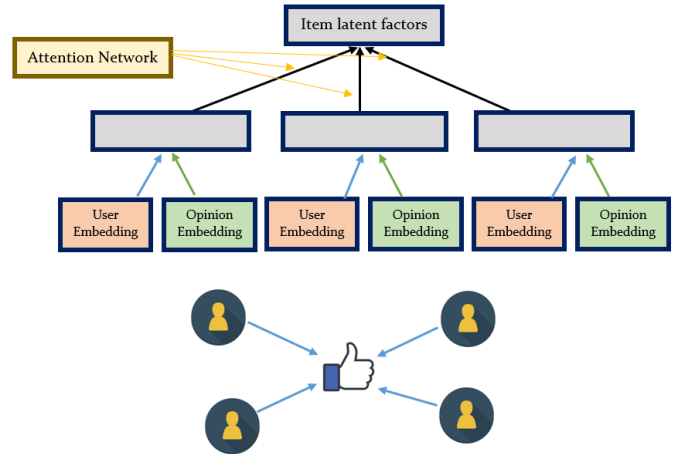 Item latent factors
Attention Network
User
Embedding
Opinion
Embedding
User
Embedding
Opinion
Embedding
User
Embedding
Opinion
Embedding